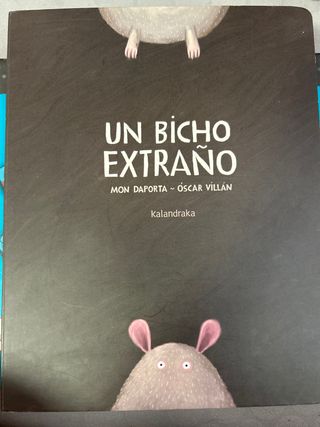 UN BICHO
EXTRAÑO
MON DAPORTA ~ ÓSCAR VILLÁN
Kalandraka